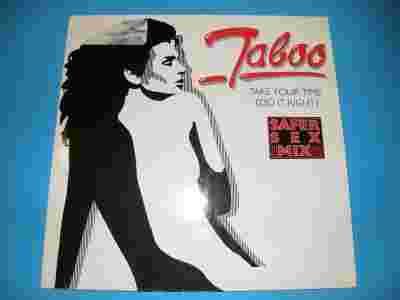 Taboo
TAKE YOUR TIME
(DO IT RIGHT)
SAFER
SEX
MIX